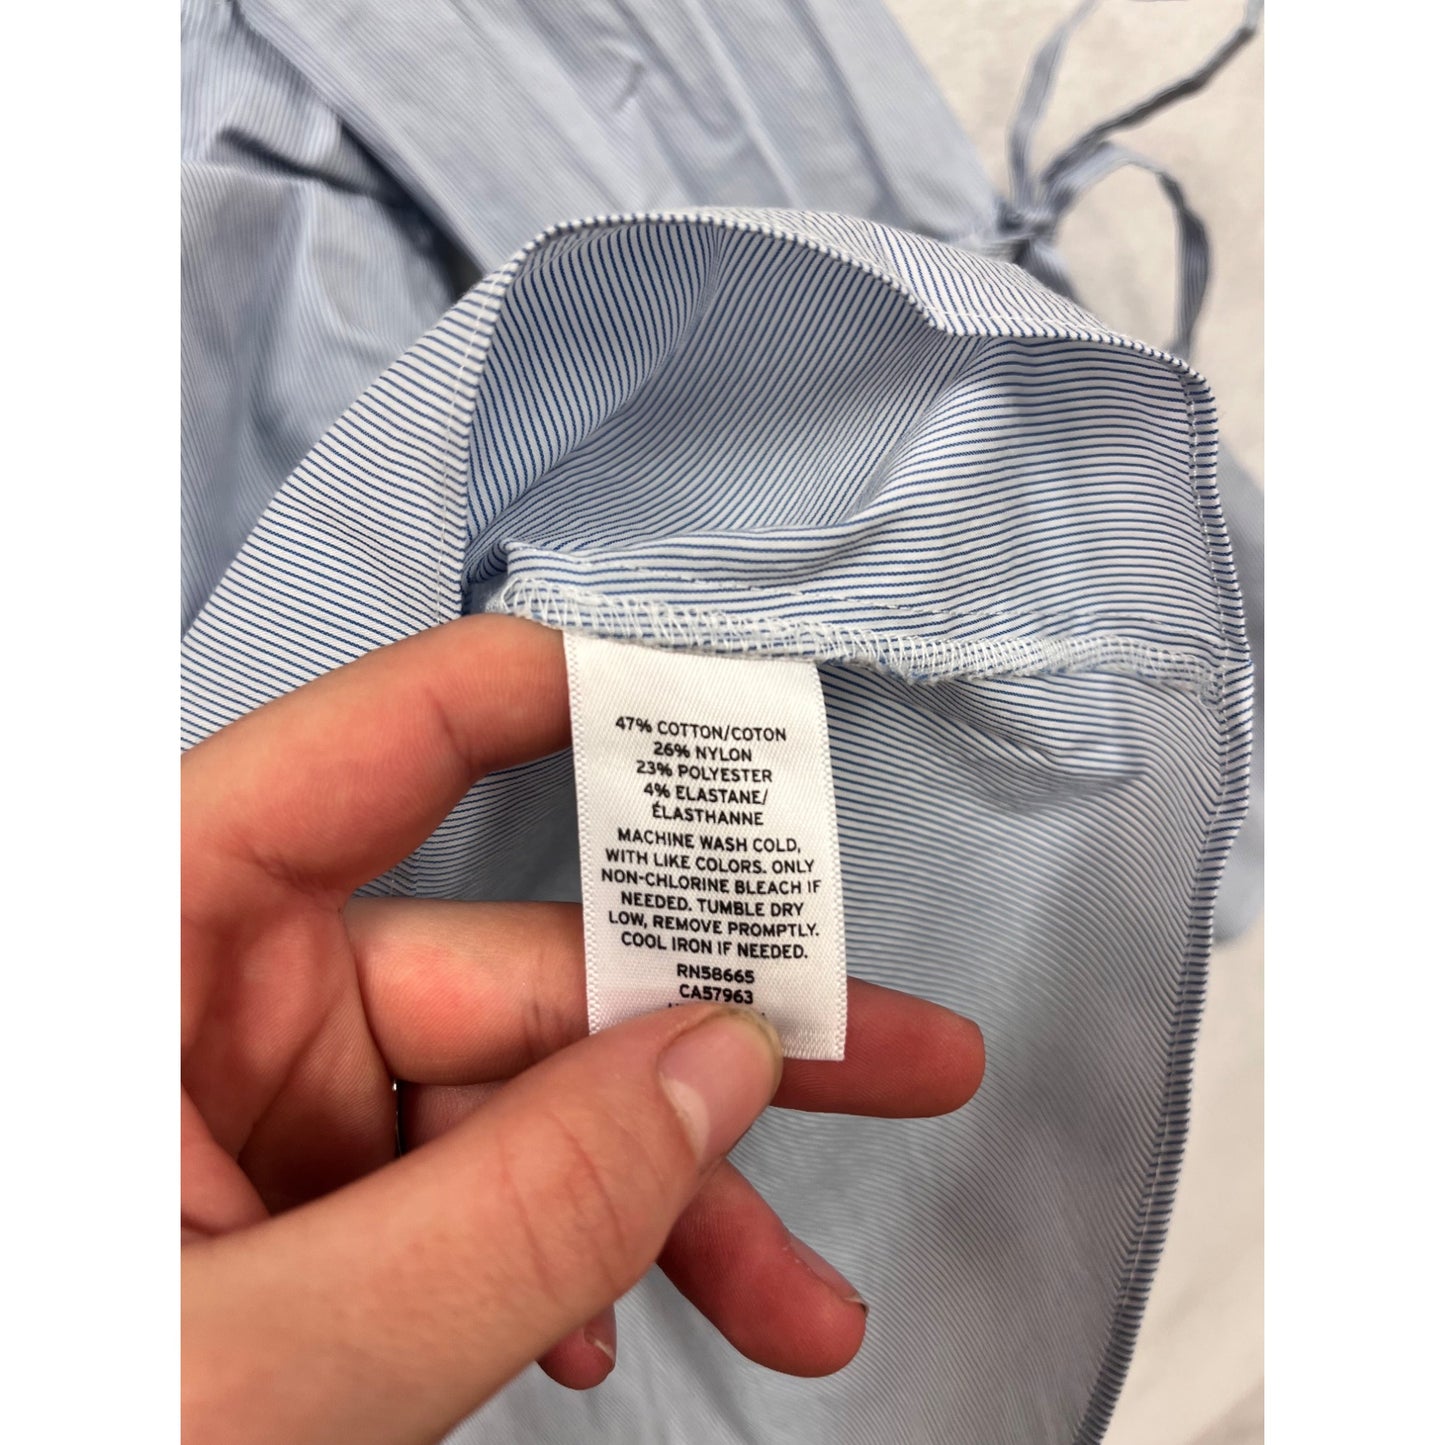 47% COTTON/COTON
26% NYLON
23% POLYESTER
4% ELASTANE/
ÉLASTHANNE
MACHINE WASH COLD,
WITH LIKE COLORS. ONLY
NON-CHLORINE BLEACH IF
NEEDED. TUMBLE DRY
LOW, REMOVE PROMPTLY.
COOL IRON IF NEEDED.
RN58665
CA57963